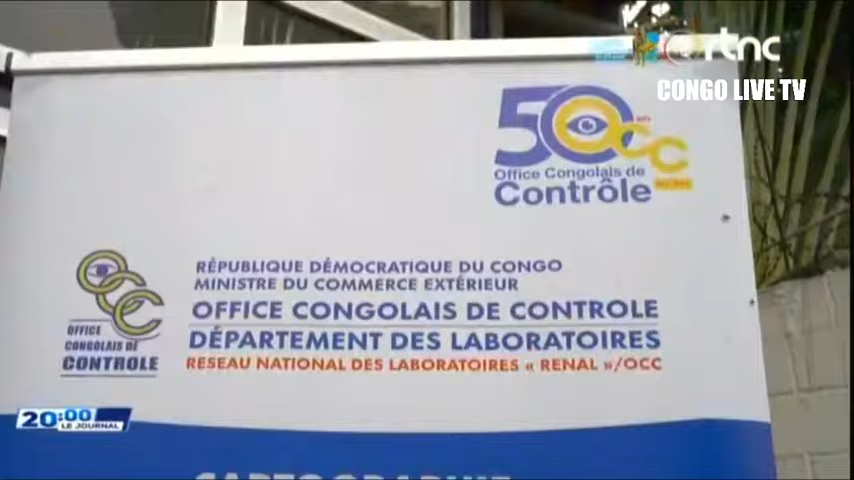 rtnc
CONGO LIVE TV
50 ans
OCC
Office Congolais de
Contrôle
RÉPUBLIQUE DÉMOCRATIQUE DU CONGO
MINISTRE DU COMMERCE EXTÉRIEUR
OFFICE CONGOLAIS DE CONTROLE
DÉPARTEMENT DES LABORATOIRES
RESEAU NATIONAL DES LABORATOIRES « RENAL »/OCC
OCC
OFFICE
CONGOLAIS DE
CONTROLE
20:00
LE JOURNAL
CARTOGRAPHIE